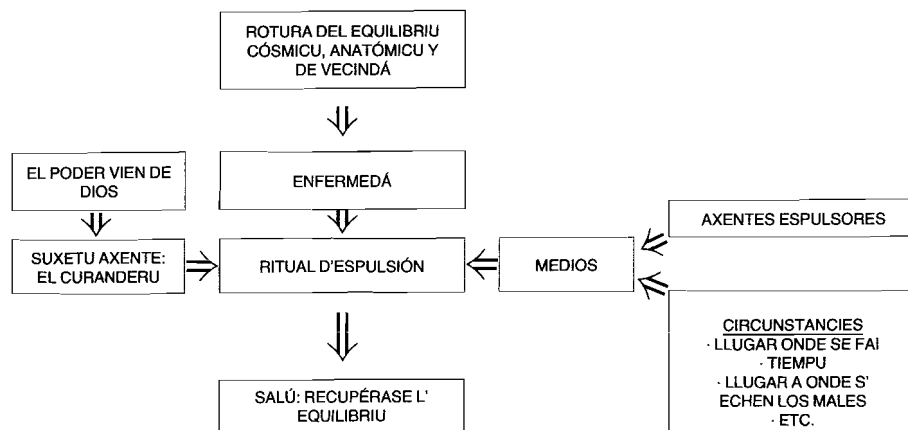 ROTURA DEL EQUILIBRIU
CÓSMICU, ANATÓMICU Y
DE VECINDÁ
EL PODER VIEN DE
DIOS
ENFERMEDÁ
AXENTES ESPULSORES
SUXETU AXENTE:
EL CURANDERU
RITUAL D'ESPULSIÓN
MEDIOS
CIRCUNSTANCIES
· LLUGAR ONDE SE FAI
· TIEMPU
· LLUGAR A ONDE S'
ECHEN LOS MALES
· ETC.
SALÚ: RECUPÉRASE L'
EQUILIBRIU